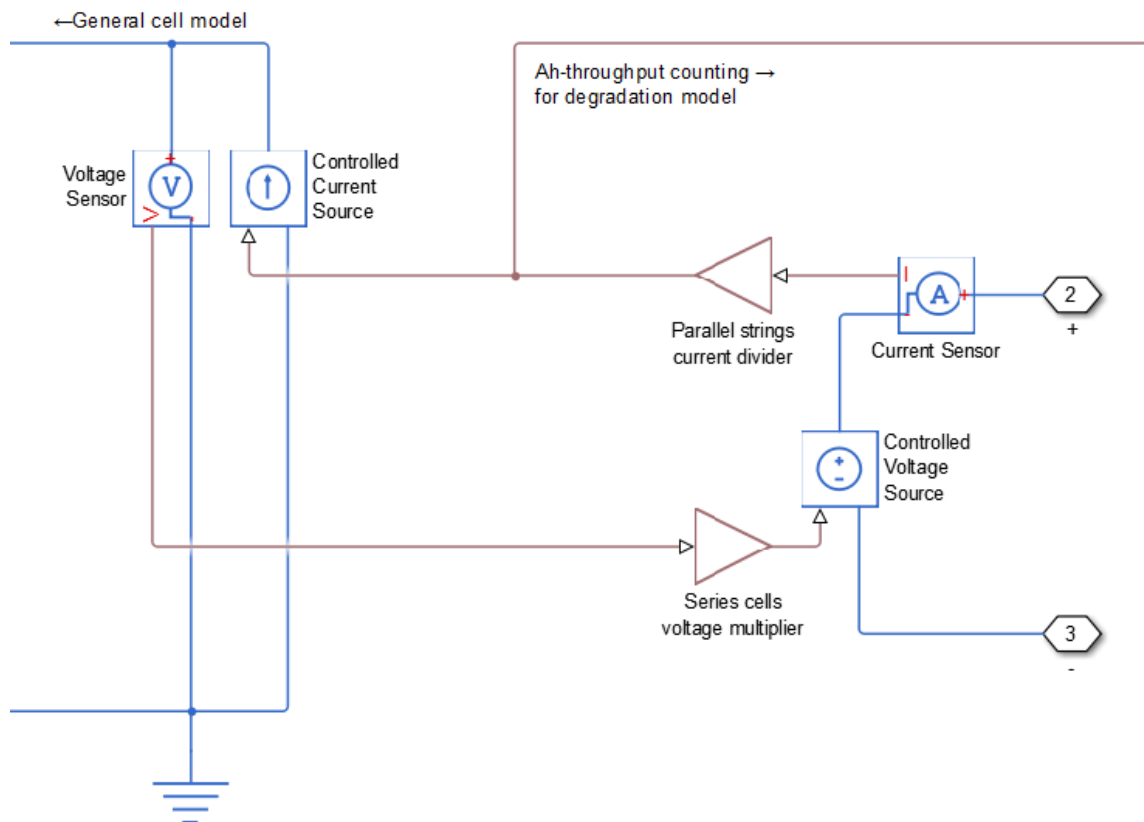 ←General cell model
Ah-throughput counting →
for degradation model
Voltage
Sensor
+
V
V
Controlled
Current
Source
I
A
+
2
+
Parallel strings
current divider
Current Sensor
+
-
Controlled
Voltage
Source
Series cells
voltage multiplier
3
-